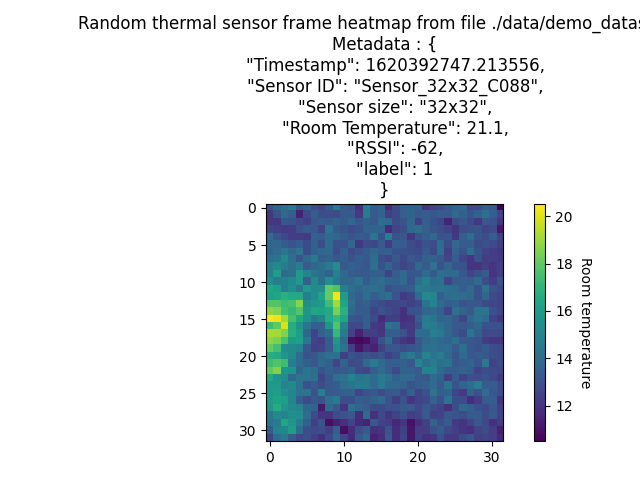 Random thermal sensor frame heatmap from file ./data/demo_datas
Metadata : {
"Timestamp": 1620392747.213556,
"Sensor ID": "Sensor_32x32_C088",
"Sensor size": "32x32",
"Room Temperature": 21.1,
"RSSI": -62,
"label": 1
}
0
5
10
15
20
25
30
0
10
20
30
20
18
16
14
12
Room temperature